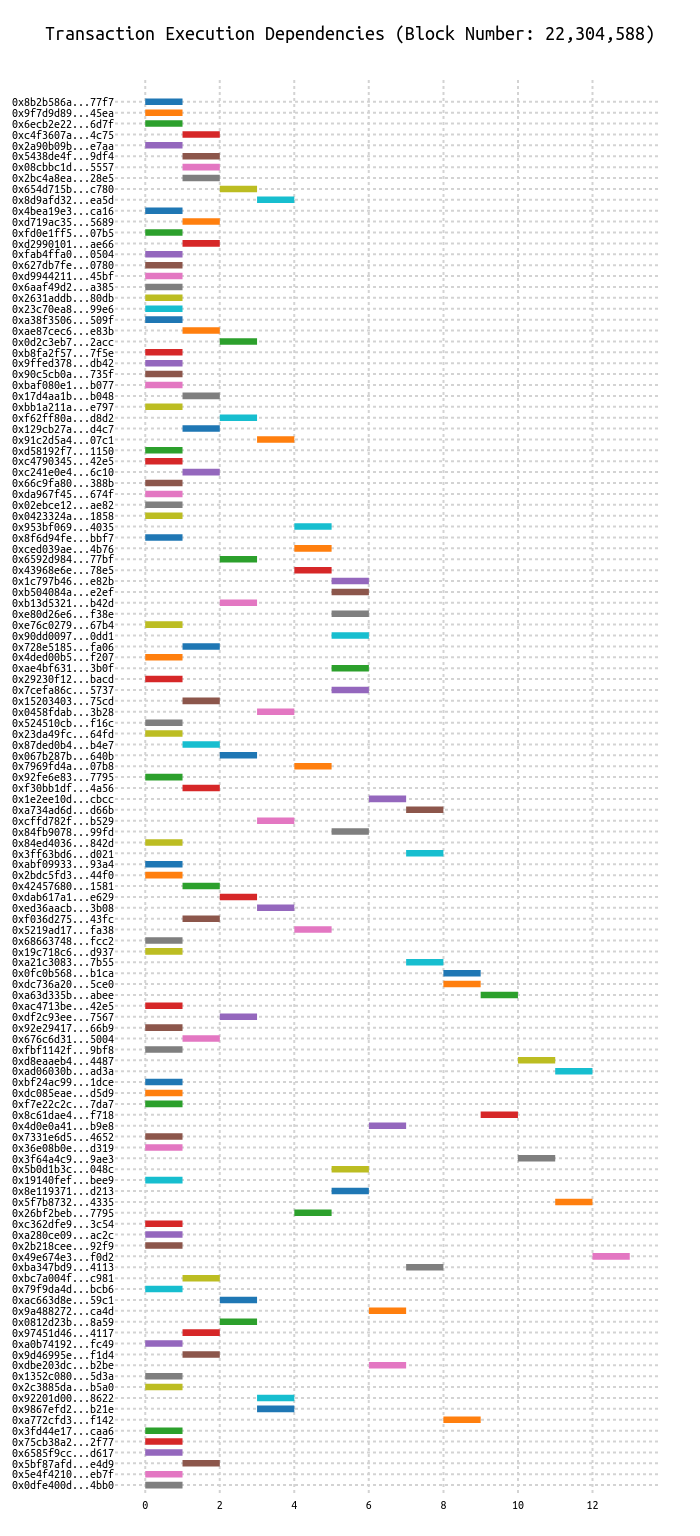 Transaction Execution Dependencies (Block Number: 22,304,588)
0x8b2b586a...77f7
0x9f7d9d89...45ea
0x6ecb2e22...6d7f
0xc4f3607a...4c75
0x2a90b09b...e7aa
0x5438de4f...9df4
0x08cbbc1d...5557
0x2bc4a8ea...28e5
0x654d715b...c780
0x8d9afd32...ea5d
0x4bea19e3...ca16
0xd719ac35...5689
0xfd0e1ff5...07b5
0xd2990101...ae66
0xfab4ffa0...0504
0x627db7fe...0780
0xd9944211...45bf
0x6aaf49d2...a385
0x2631addb...80db
0x23c70ea8...99e6
0xa38f3506...509f
0xae87cec6...e83b
0x0d2c3eb7...2acc
0xb8fa2f57...7f5e
0x9ffed378...db42
0x90c5cb0a...735f
0xbaf080e1...b077
0x17d4aa1b...b048
0xbb1a211a...e797
0xf62ff80a...d8d2
0x129cb27a...d4c7
0x91c2d5a4...07c1
0xd58192f7...1150
0xc4790345...42e5
0xc241e0e4...6c10
0x66c9fa80...388b
0xda967f45...674f
0x02ebce12...ae82
0x0423324a...1858
0x953bf069...4035
0x8f6d94fe...bbf7
0xced039ae...4b76
0x6592d984...77bf
0x43968e6e...78e5
0x1c797b46...e82b
0xb504084a...e2ef
0xb13d5321...b42d
0xe80d26e6...f38e
0xe76c0279...67b4
0x90dd0097...0dd1
0x728e5185...fa06
0x4ded00b5...f207
0xae4bf631...3b0f
0x29230f12...bacd
0x7cefa86c...5737
0x15203403...75cd
0x0458fdab...3b28
0x524510cb...f16c
0x23da49fc...64fd
0x87ded0b4...b4e7
0x067b287b...640b
0x7969fd4a...07b8
0x92fe6e83...7795
0xf30bb1df...4a56
0x1e2ee10d...cbcc
0xa734ad6d...d66b
0xcffd782f...b529
0x84fb9078...99fd
0x84ed4036...842d
0x3ff63bd6...d021
0xabf09933...93a4
0x2bdc5fd3...44f0
0x42457680...1581
0xdab617a1...e629
0xed36aacb...3b08
0xf036d275...43fc
0x5219ad17...fa38
0x68663748...fcc2
0x19c718c6...d937
0xa21c3083...7b55
0x0fc0b568...b1ca
0xdc736a20...5ce0
0xa63d335b...abee
0xac4713be...42e5
0xdf2c93ee...7567
0x92e29417...66b9
0x676c6d31...5004
0xfbf1142f...9bf8
0xd8eaaeb4...4487
0xad06030b...ad3a
0xbf24ac99...1dce
0xdc085eae...d5d9
0xf7e22c2c...7da7
0x8c61dae4...f718
0x4d0e0a41...b9e8
0x7331e6d5...4652
0x36e08b0e...d319
0x3f64a4c9...9ae3
0x5b0d1b3c...048c
0x19140fef...bee9
0x8e119371...d213
0x5f7b8732...4335
0x26bf2beb...7795
0xc362dfe9...3c54
0xa280ce09...ac2c
0x2b218cee...92f9
0x49e674e3...f0d2
0xba347bd9...4113
0xbc7a004f...c981
0x79f9da4d...bcb6
0xac663d8e...59c1
0x9a488272...ca4d
0x0812d23b...8a59
0x97451d46...4117
0xa0b74192...fc49
0x9d46995e...f1d4
0xdbe203dc...b2be
0x1352c080...5d3a
0x2c3885da...b5a0
0x92201d00...8622
0x9867efd2...b21e
0xa772cfd3...f142
0x3fd44e17...caa6
0x75cb38a2...2f77
0x6585f9cc...d617
0x5bf87afd...e4d9
0x5e4f4210...eb7f
0x0dfe400d...4bb0
0 2 4 6 8 10 12